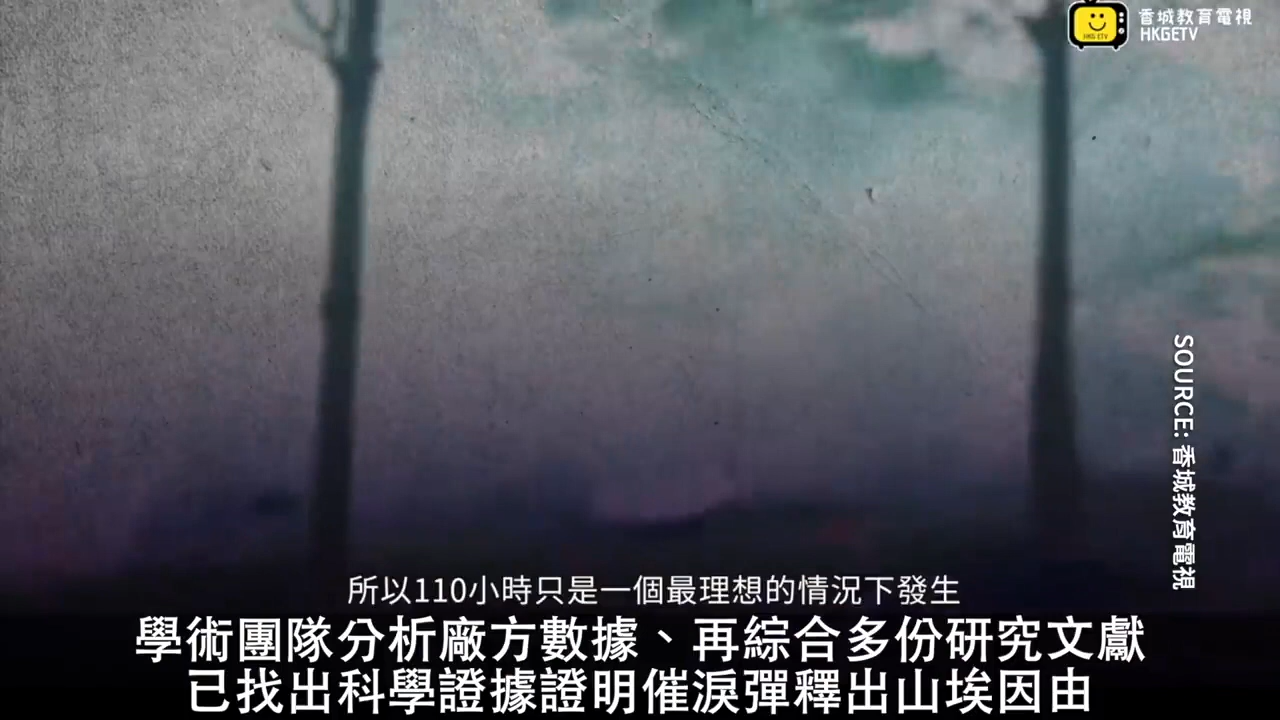 香城教育電視
HKGETV
HKG ETV
SOURCE: 香城教育電視
所以110小時只是一個最理想的情況下發生
學術團隊分析廠方數據、再綜合多份研究文獻
已找出科學證據證明催淚彈釋出山埃因由